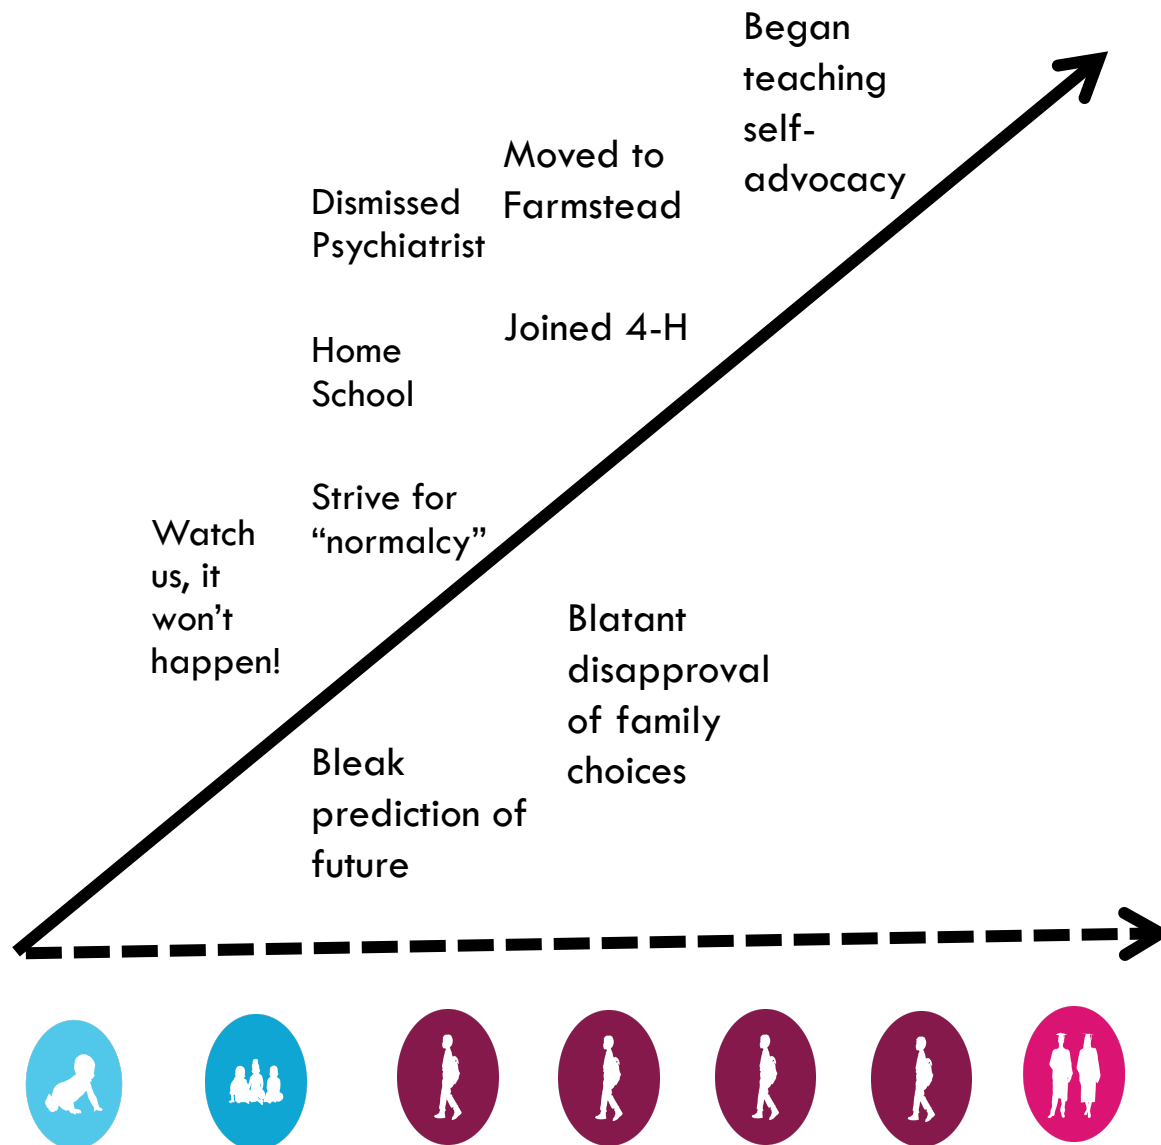 Began
teaching
self-
advocacy
Moved to
Farmstead
Dismissed
Psychiatrist
Joined 4-H
Home
School
Strive for
“normalcy”
Watch
us, it
won’t
happen!
Blatant
disapproval
of family
choices
Bleak
prediction of
future